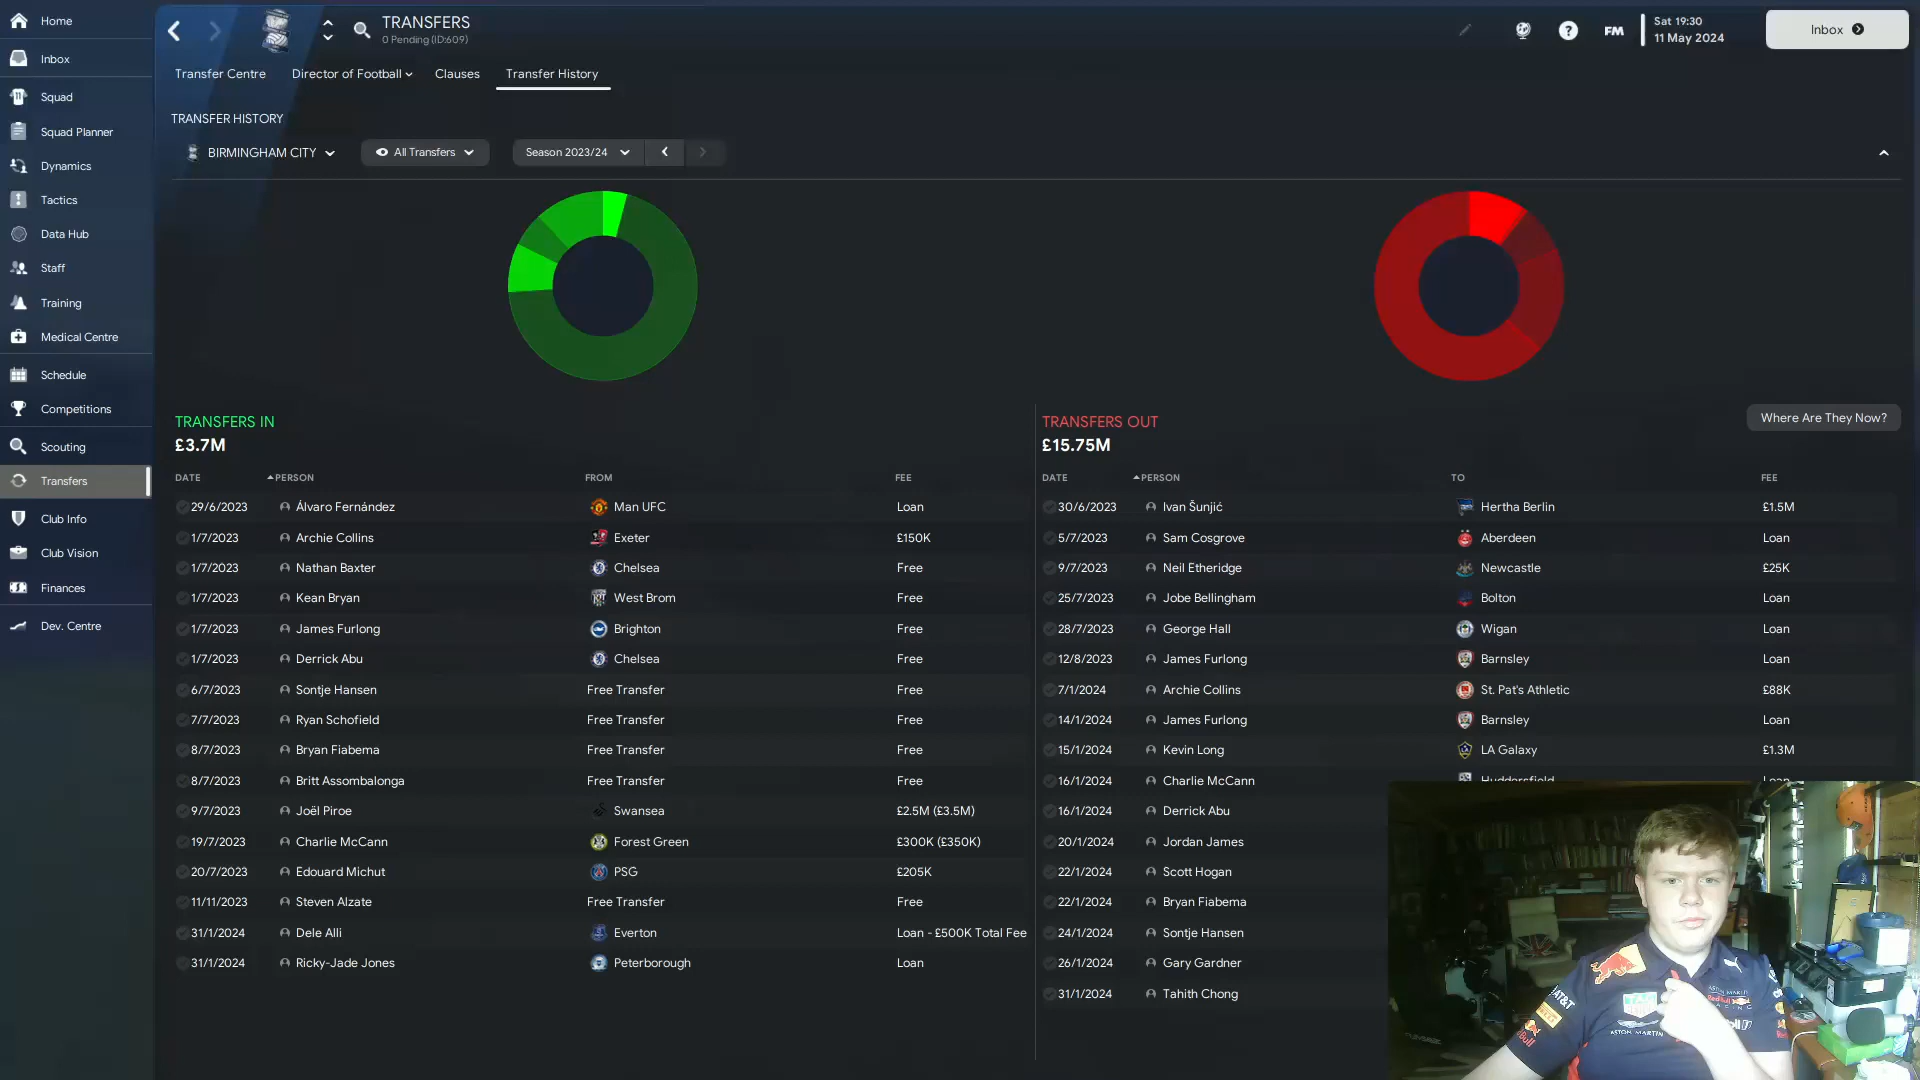 Home
Inbox
Squad
Squad Planner
Dynamics
Tactics
Data Hub
Staff
Training
Medical Centre
Schedule
Competitions
Scouting
Transfers
Club Info
Club Vision
Finances
Dev. Centre
TRANSFERS
0 Pending (ID:609)
FM
Sat 19:30
11 May 2024
Inbox
Transfer Centre Director of Football Clauses Transfer History
TRANSFER HISTORY
BIRMINGHAM CITY All Transfers Season 2023/24
TRANSFERS IN
£3.7M
DATE PERSON FROM FEE
29/6/2023 Álvaro Fernández Man UFC Loan
1/7/2023 Archie Collins Exeter £150K
1/7/2023 Nathan Baxter Chelsea Free
1/7/2023 Kean Bryan West Brom Free
1/7/2023 James Furlong Brighton Free
1/7/2023 Derrick Abu Chelsea Free
6/7/2023 Sontje Hansen Free Transfer Free
7/7/2023 Ryan Schofield Free Transfer Free
8/7/2023 Bryan Fiabema Free Transfer Free
8/7/2023 Britt Assombalonga Free Transfer Free
9/7/2023 Joël Piroe Swansea £2.5M (£3.5M)
19/7/2023 Charlie McCann Forest Green £300K (£350K)
20/7/2023 Edouard Michut PSG £205K
11/11/2023 Steven Alzate Free Transfer Free
31/1/2024 Dele Alli Everton Loan - £500K Total Fee
31/1/2024 Ricky-Jade Jones Peterborough Loan
TRANSFERS OUT
£15.75M
Where Are They Now?
DATE PERSON TO FEE
30/6/2023 Ivan Šunjić Hertha Berlin £1.5M
5/7/2023 Sam Cosgrove Aberdeen Loan
9/7/2023 Neil Etheridge Newcastle £25K
25/7/2023 Jobe Bellingham Bolton Loan
28/7/2023 George Hall Wigan Loan
12/8/2023 James Furlong Barnsley Loan
7/1/2024 Archie Collins St. Pat's Athletic £88K
14/1/2024 James Furlong Barnsley Loan
15/1/2024 Kevin Long LA Galaxy £1.3M
16/1/2024 Charlie McCann Huddersfield Loan
16/1/2024 Derrick Abu
20/1/2024 Jordan James
22/1/2024 Scott Hogan
22/1/2024 Bryan Fiabema
24/1/2024 Sontje Hansen
26/1/2024 Gary Gardner
31/1/2024 Tahith Chong
AT&T
ASTON MARTIN
Red Bull
RACING
ASTON MARTIN